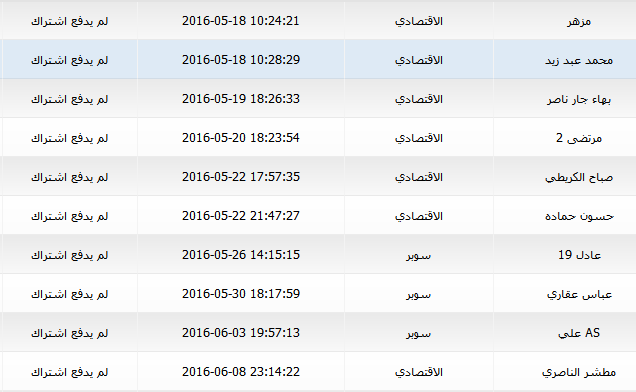 مزهر الاقتصادي 2016-05-18 10:24:21 لم يدفع اشتراك
محمد عبد زيد الاقتصادي 2016-05-18 10:28:29 لم يدفع اشتراك
بهاء جار ناصر الاقتصادي 2016-05-19 18:26:33 لم يدفع اشتراك
مرتضى 2 الاقتصادي 2016-05-20 18:23:54 لم يدفع اشتراك
صباح الكريطي الاقتصادي 2016-05-22 17:57:35 لم يدفع اشتراك
حسون حماده الاقتصادي 2016-05-22 21:47:27 لم يدفع اشتراك
عادل 19 سوبر 2016-05-26 14:15:15 لم يدفع اشتراك
عباس عقاري سوبر 2016-05-30 18:17:59 لم يدفع اشتراك
علي AS سوبر 2016-06-03 19:57:13 لم يدفع اشتراك
مطشر الناصري الاقتصادي 2016-06-08 23:14:22 لم يدفع اشتراك